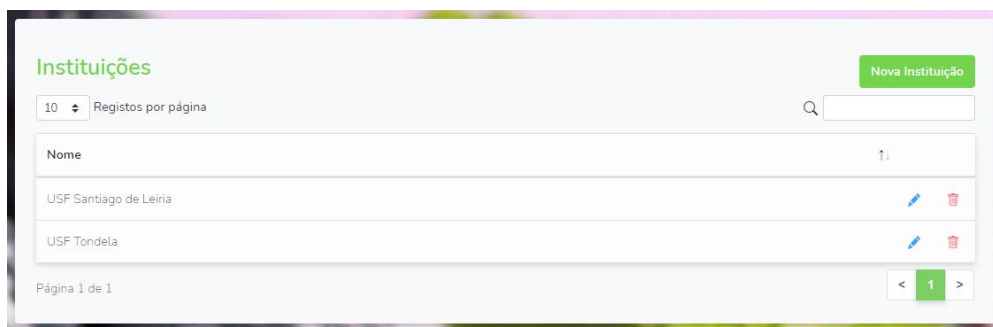 Instituições
Nova Instituição
10 Registos por página
Nome
USF Santiago de Leiria
USF Tondela
Página 1 de 1
< 1 >